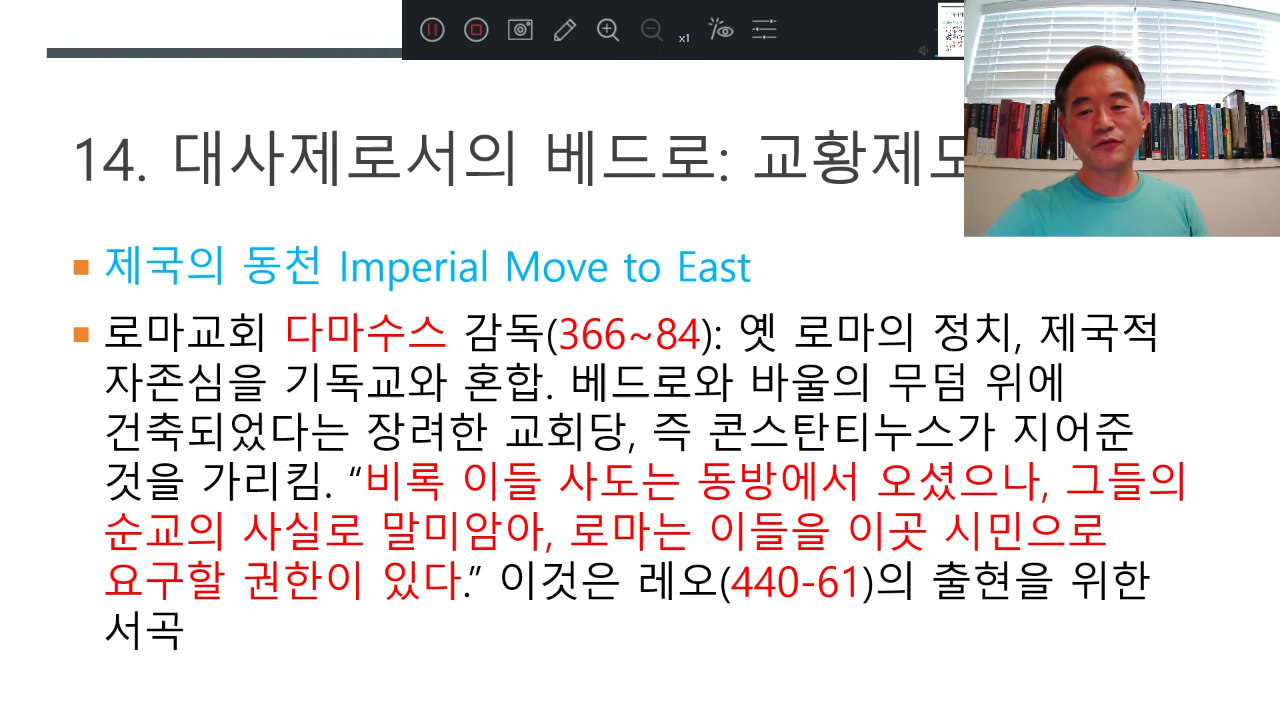 x1
14. 대사제로서의 베드로: 교황제도
제국의 동천 Imperial Move to East
로마교회 다마수스 감독(366~84): 옛 로마의 정치, 제국적
자존심을 기독교와 혼합. 베드로와 바울의 무덤 위에
건축되었다는 장려한 교회당, 즉 콘스탄티누스가 지어준
것을 가리킴. “비록 이들 사도는 동방에서 오셨으나, 그들의
순교의 사실로 말미암아, 로마는 이들을 이곳 시민으로
요구할 권한이 있다.” 이것은 레오(440-61)의 출현을 위한
서곡